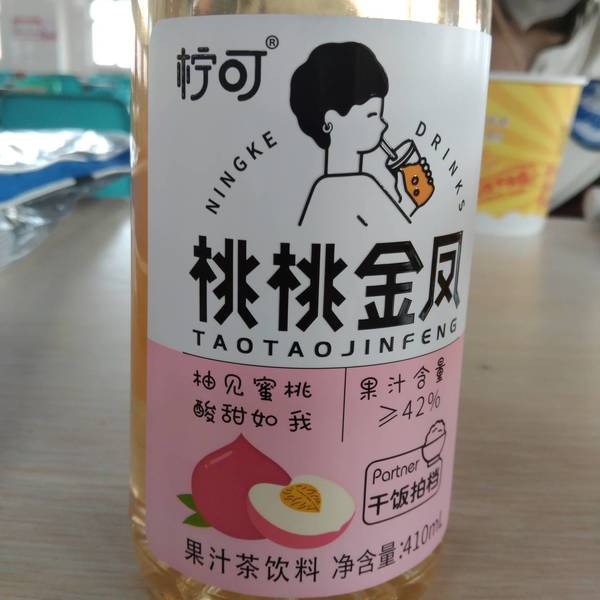 柠可®
NINGKE DRINKS
桃桃金凤
TAOTAOJINFENG
柚见蜜桃
酸甜如我
果汁含量
≥42%
Partner
干饭拍档
果汁茶饮料 净含量:410mL